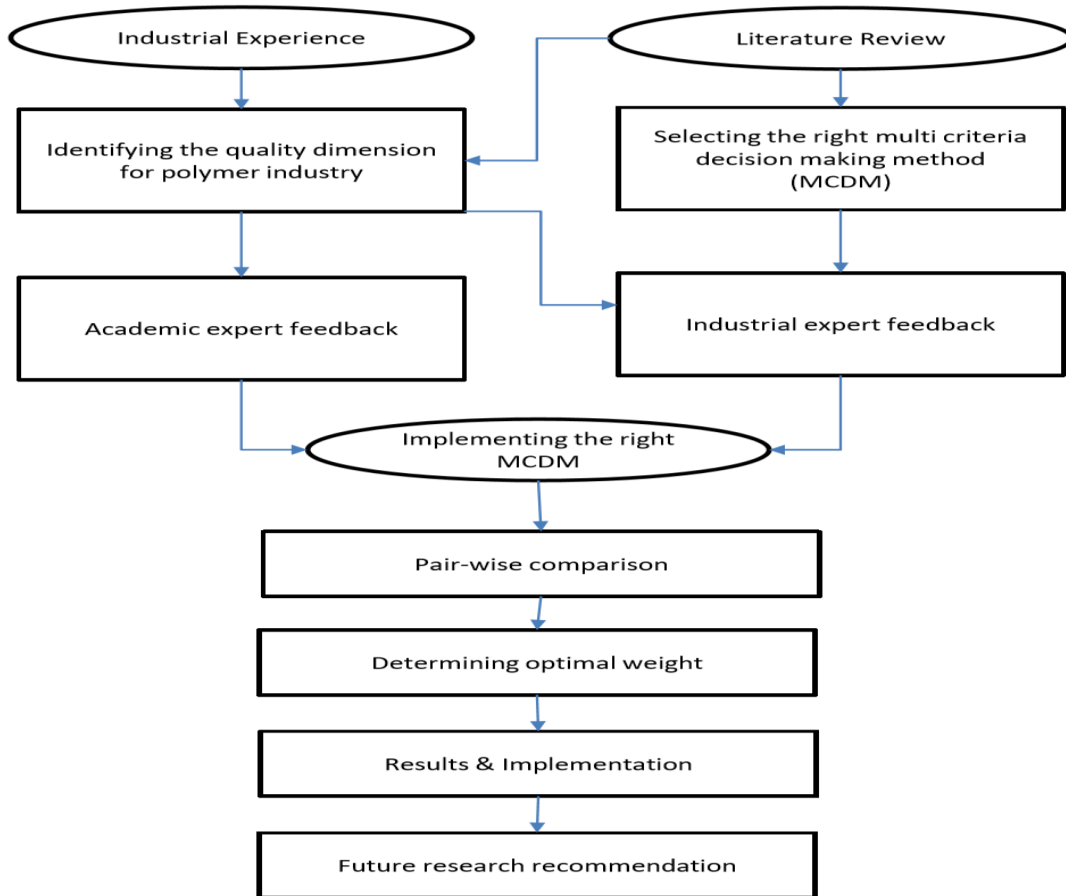 Industrial Experience
Literature Review
Identifying the quality dimension
for polymer industry
Selecting the right multi criteria
decision making method
(MCDM)
Academic expert feedback
Industrial expert feedback
Implementing the right
MCDM
Pair-wise comparison
Determining optimal weight
Results & Implementation
Future research recommendation